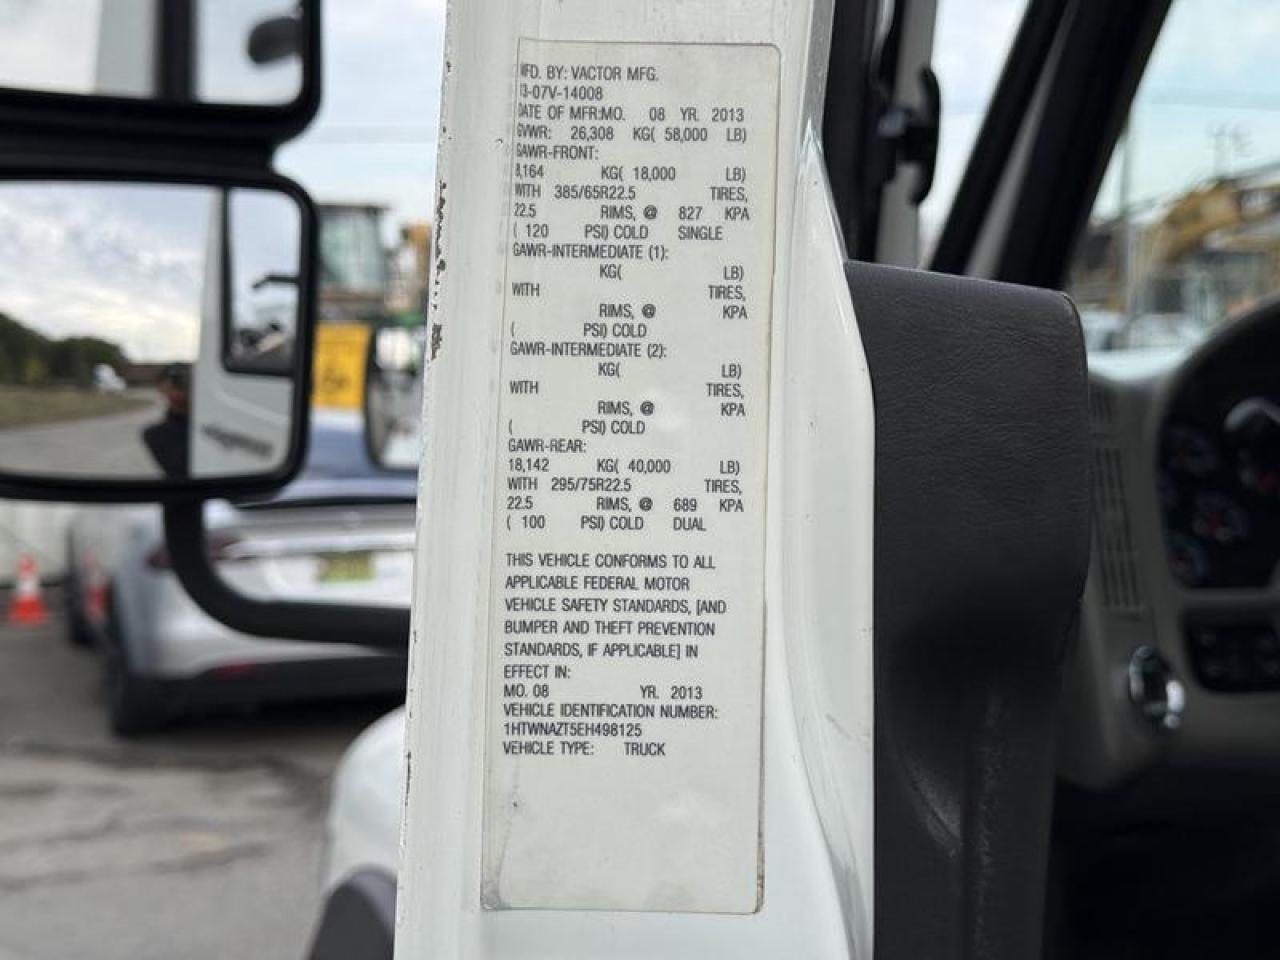 MFD. BY: VACTOR MFG.
13-07V-14008
DATE OF MFR:MO. 08 YR. 2013
GVWR: 26,308 KG( 58,000 LB)
GAWR-FRONT:
8,164 KG( 18,000 LB)
WITH 385/65R22.5 TIRES,
22.5 RIMS, @ 827 KPA
( 120 PSI) COLD SINGLE
GAWR-INTERMEDIATE (1):
KG( LB)
WITH TIRES,
RIMS, @ KPA
( PSI) COLD
GAWR-INTERMEDIATE (2):
KG( LB)
WITH TIRES,
RIMS, @ KPA
( PSI) COLD
GAWR-REAR:
18,142 KG( 40,000 LB)
WITH 295/75R22.5 TIRES,
22.5 RIMS, @ 689 KPA
( 100 PSI) COLD DUAL
THIS VEHICLE CONFORMS TO ALL
APPLICABLE FEDERAL MOTOR
VEHICLE SAFETY STANDARDS, [AND
BUMPER AND THEFT PREVENTION
STANDARDS, IF APPLICABLE] IN
EFFECT IN:
MO. 08 YR. 2013
VEHICLE IDENTIFICATION NUMBER:
1HTWNAZT5EH498125
VEHICLE TYPE: TRUCK